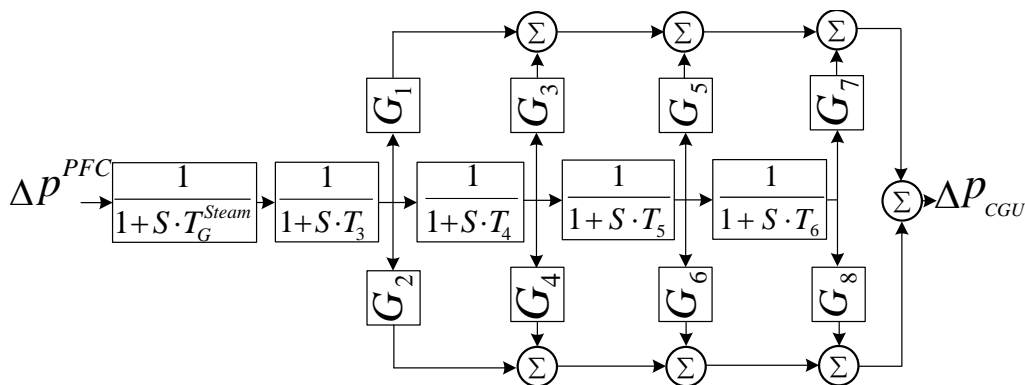 Σ Σ Σ
G₁ G₃ G₅ G₇
Δp^PFC 1/(1+S·T_G^Steam) 1/(1+S·T₃) 1/(1+S·T₄) 1/(1+S·T₅) 1/(1+S·T₆) Σ Δp_CGU
G₂ G₄ G₆ G₈
Σ Σ Σ